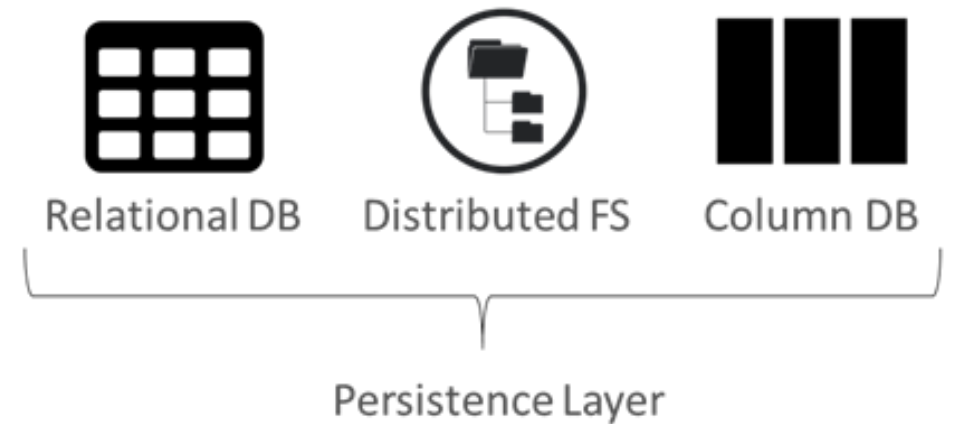 Relational DB
Distributed FS
Column DB
Persistence Layer